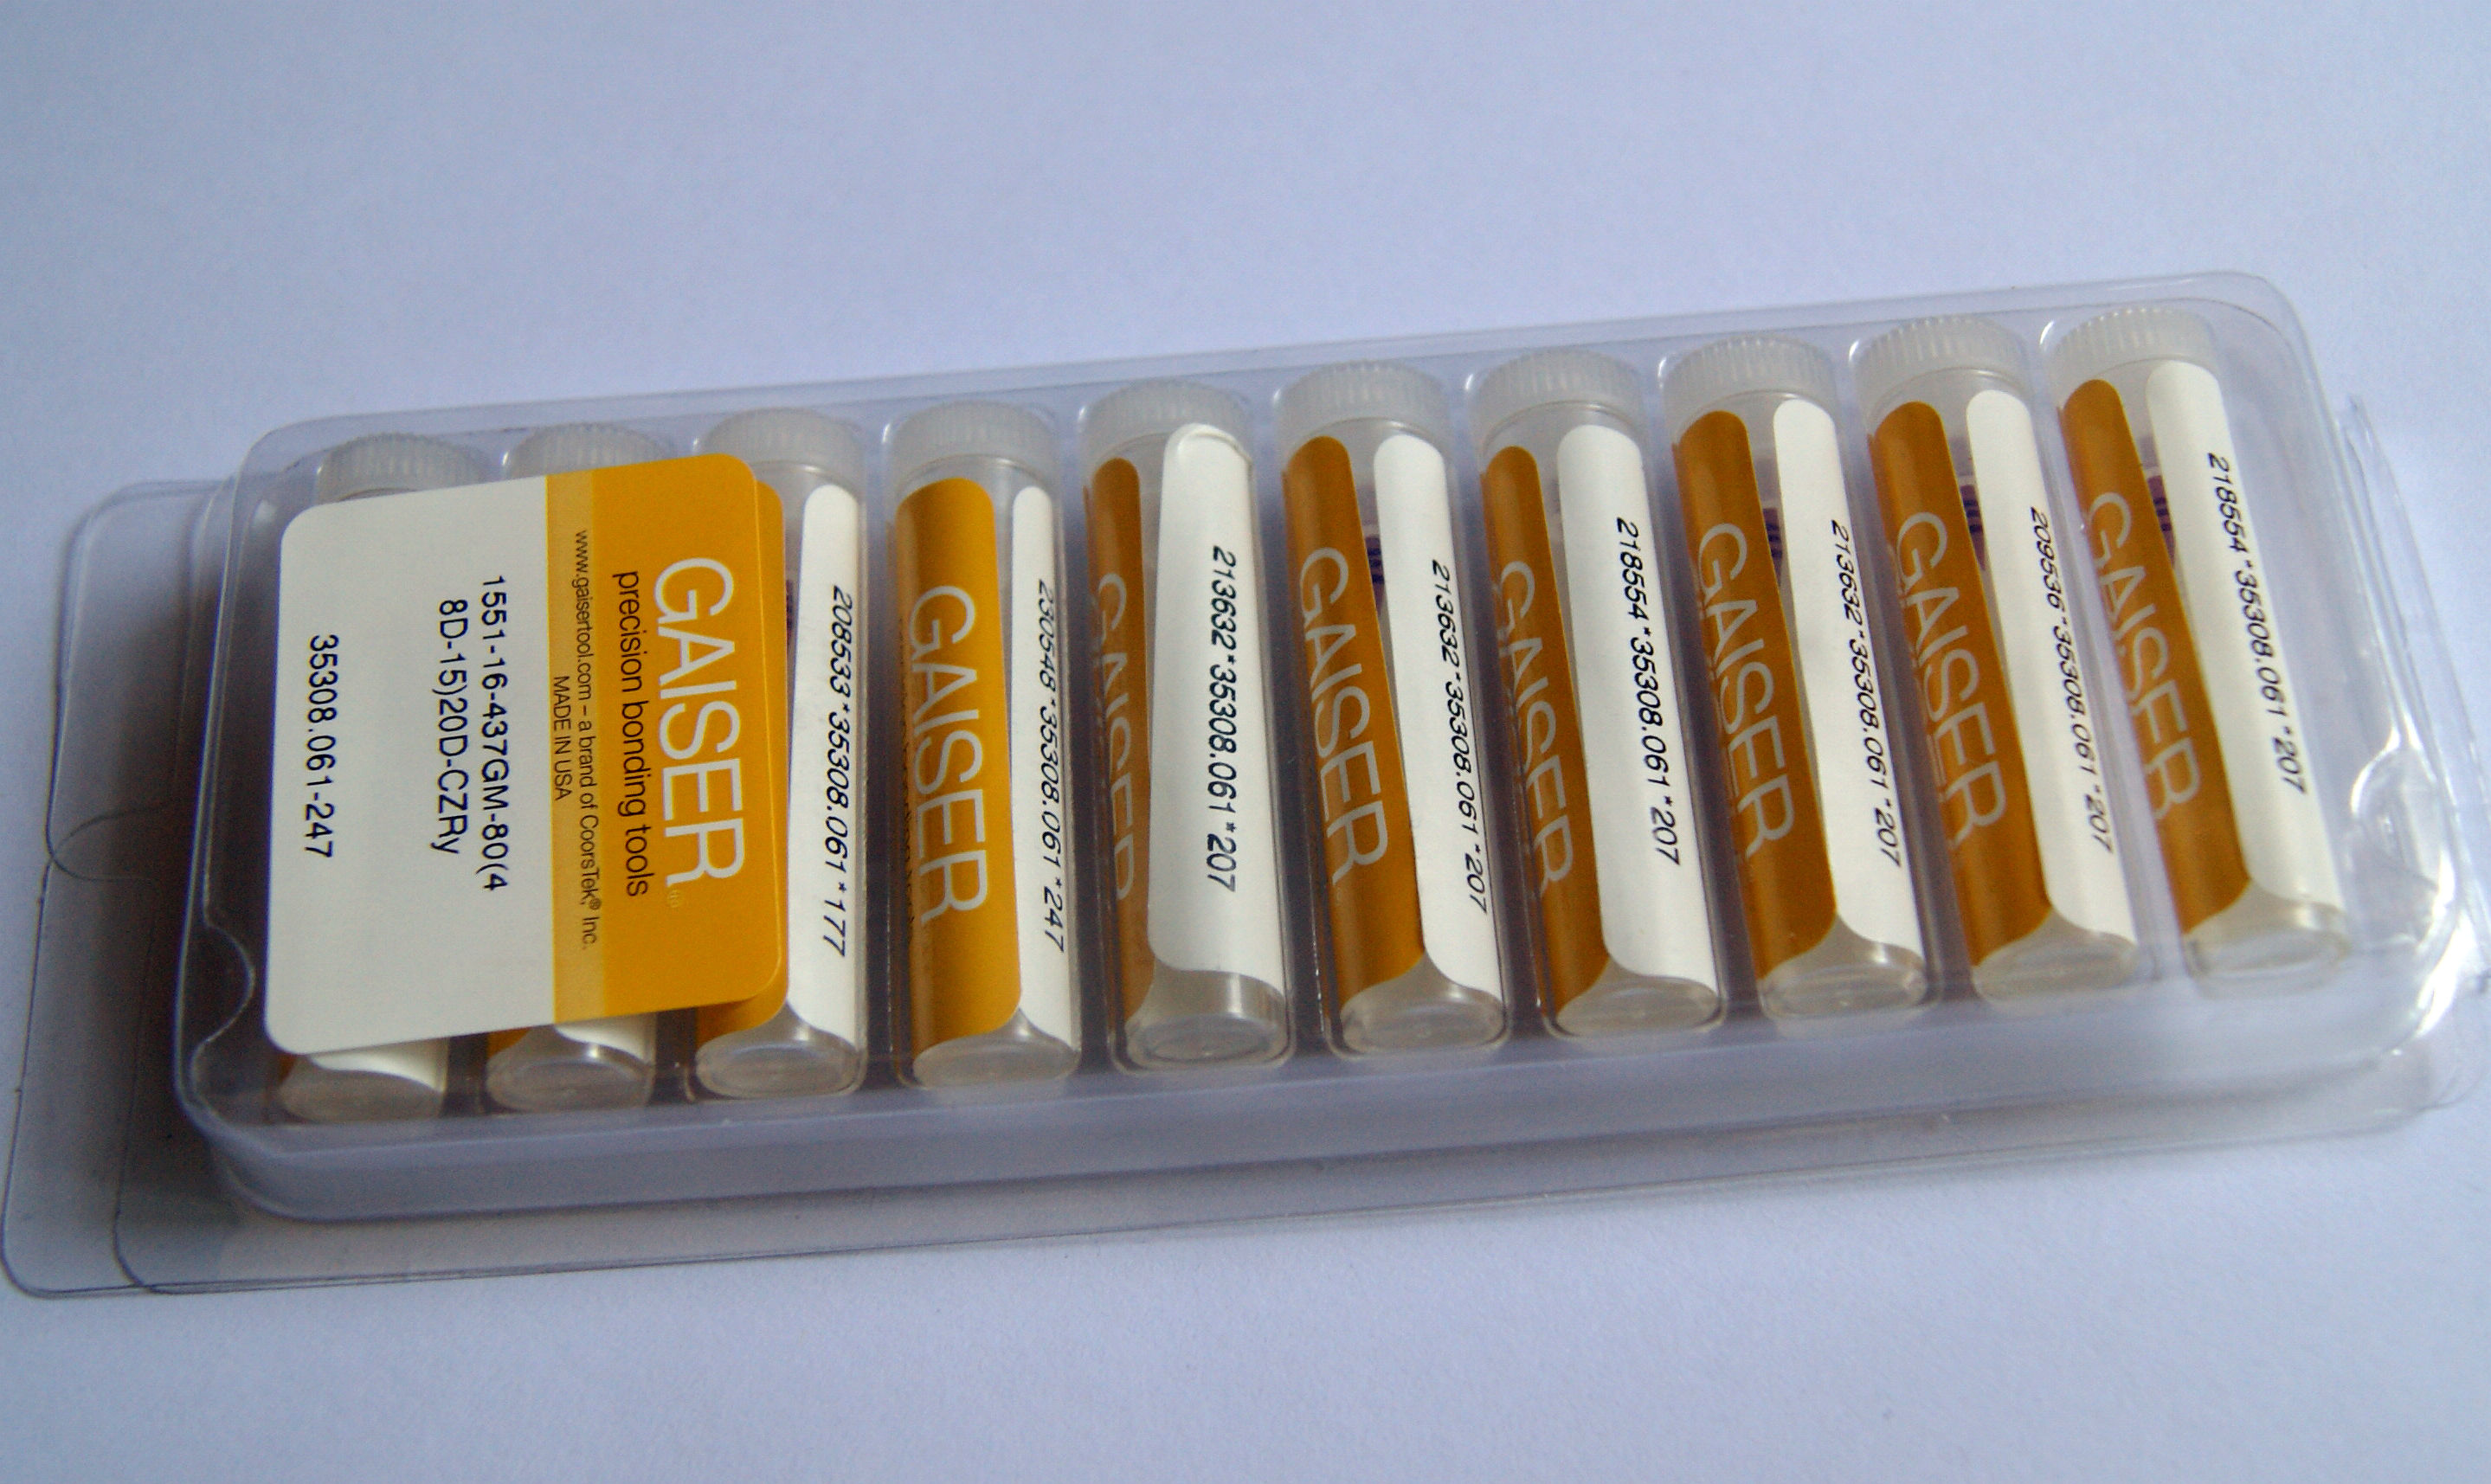 GAISER
precision bonding tools
www.gaisertool.com – a brand of CoorsTek,® Inc.
MADE IN USA
1551-16-437GM-80(4
8D-15)20D-CZRy
35308.061-247
208533*35308.061*177
GAISER
230548*35308.061*247
GAISER
213632*35308.061*207
GAISER
213632*35308.061*207
GAISER
218554*35308.061*207
GAISER
213632*35308.061*207
GAISER
209536*35308.061*207
GAISER
218554*35308.061*207